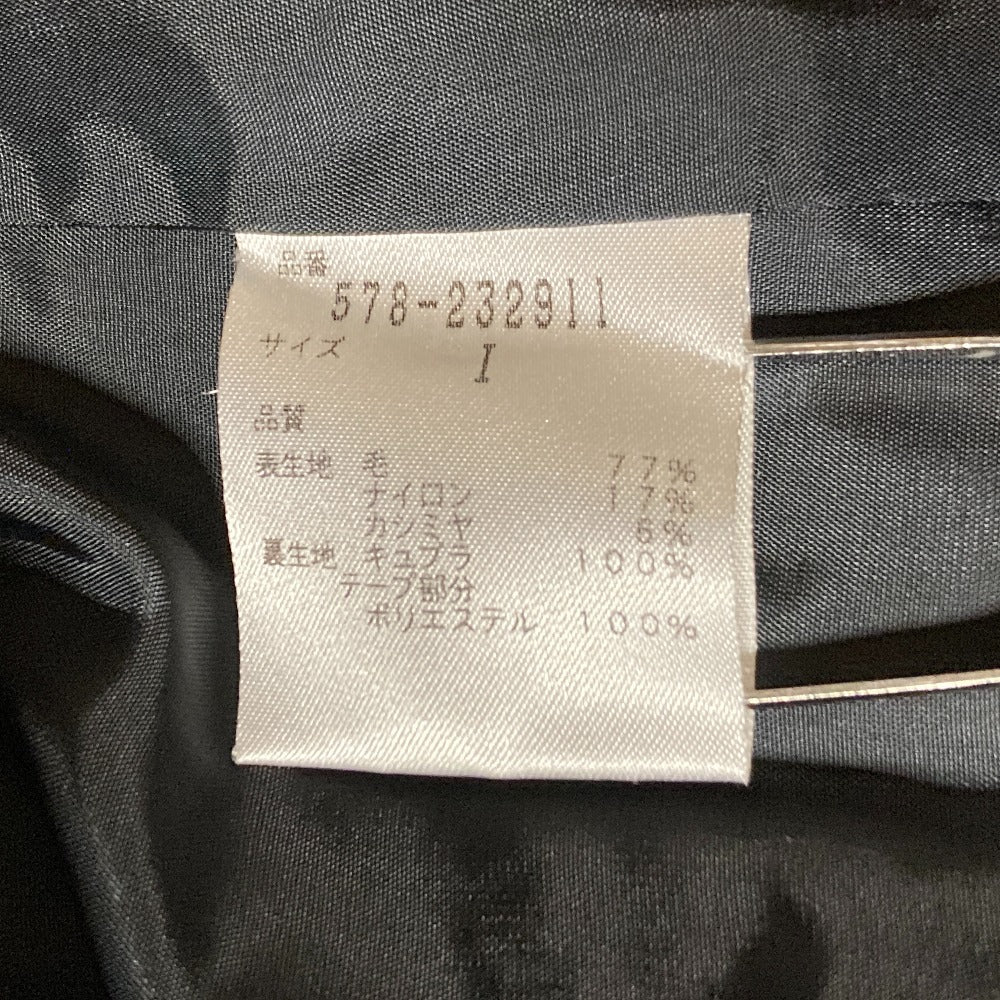 品番
578-232911
サイズ
I
品質
表生地 毛 77%
ナイロン 17%
カシミヤ 6%
裏生地 キュプラ 100%
テープ部分
ポリエステル 100%